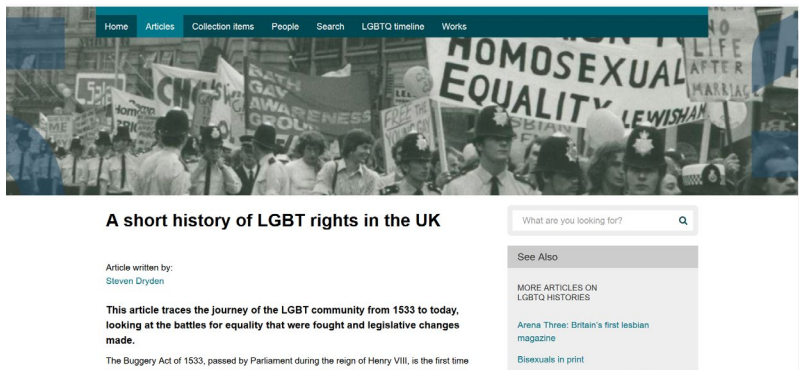 Home Articles Collection items People Search LGBTQ timeline Works
HOMOSEXUAL
EQUALITY
LEWISHAM
LIFE
AFTER
MARRIAGE
BATH
GAY
AWARENESS
GROUP
FREE THE
A short history of LGBT rights in the UK
What are you looking for?
Article written by:
Steven Dryden
This article traces the journey of the LGBT community from 1533 to today,
looking at the battles for equality that were fought and legislative changes
made.
The Buggery Act of 1533, passed by Parliament during the reign of Henry VIII, is the first time
See Also
MORE ARTICLES ON
LGBTQ HISTORIES
Arena Three: Britain's first lesbian
magazine
Bisexuals in print